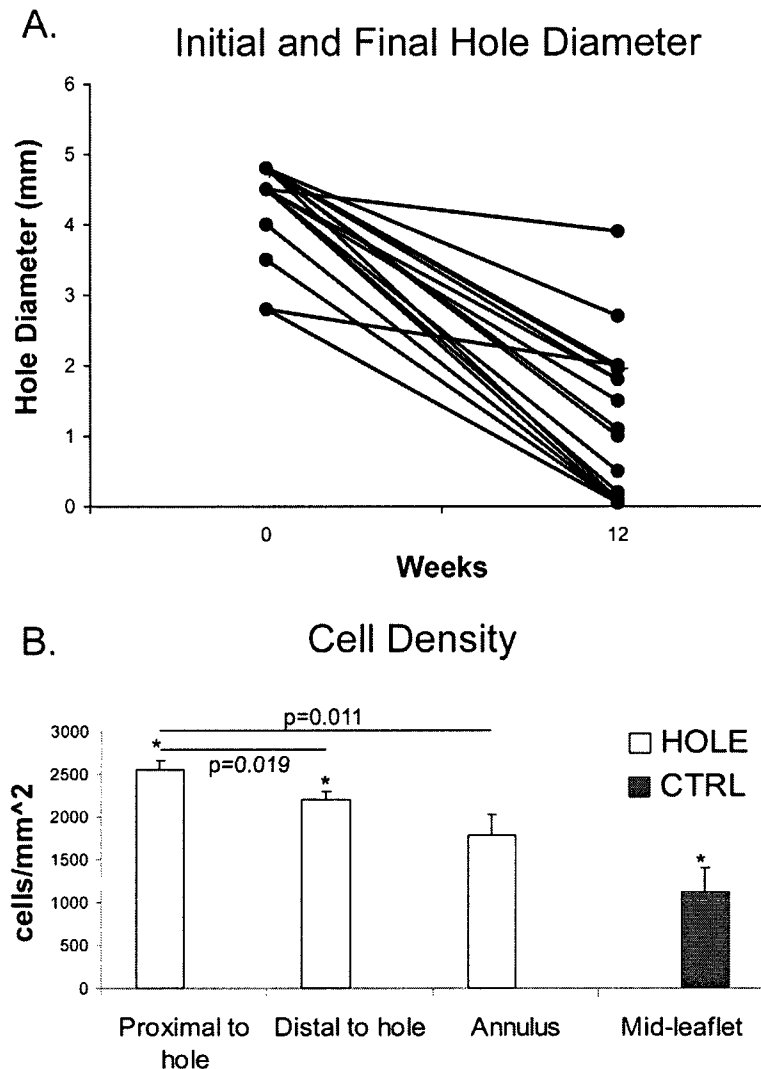 A.
Initial and Final Hole Diameter
Hole Diameter (mm)
6
5
4
3
2
1
0
0
12
Weeks
B.
Cell Density
cells/mm^2
3000
2500
2000
1500
1000
500
0
p=0.011
*
p=0.019
*
*
HOLE
CTRL
Proximal to
hole
Distal to hole
Annulus
Mid-leaflet